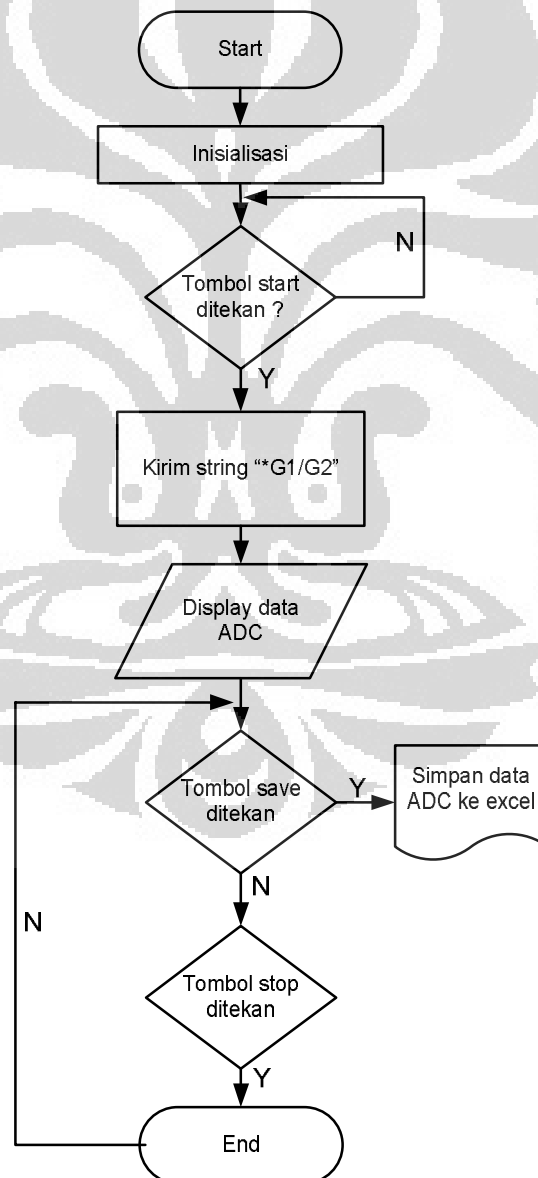 Start
Inisialisasi
N
Tombol start
ditekan ?
Y
Kirim string “*G1/G2”
Display data
ADC
Tombol save
ditekan
Y
Simpan data
ADC ke excel
N
N
Tombol stop
ditekan
Y
End